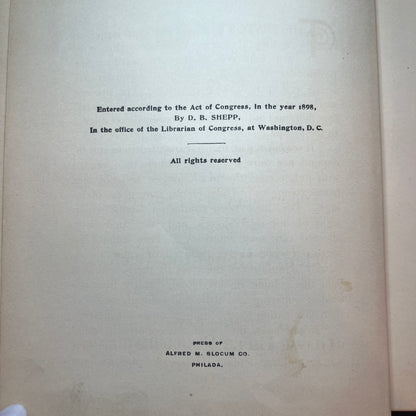 Entered according to the Act of Congress, in the year 1898,
By D. B. SHEPP,
In the office of the Librarian of Congress, at Washington, D. C.
All rights reserved
PRESS OF
ALFRED M. SLOCUM CO.
PHILADA.